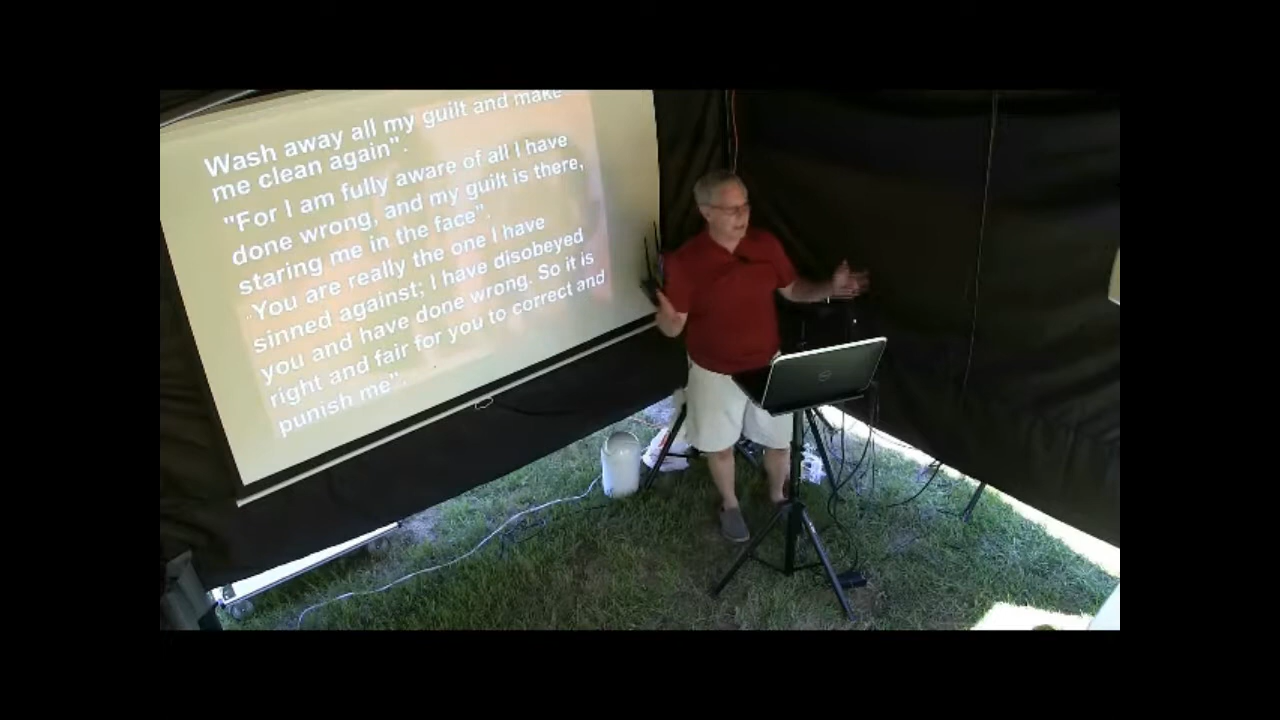 Wash away all my guilt and make
me clean again".
"For I am fully aware of all I have
done wrong, and my guilt is there,
staring me in the face".
"You are really the one I have
sinned against; I have disobeyed
you and have done wrong. So it is
right and fair for you to correct and
punish me".